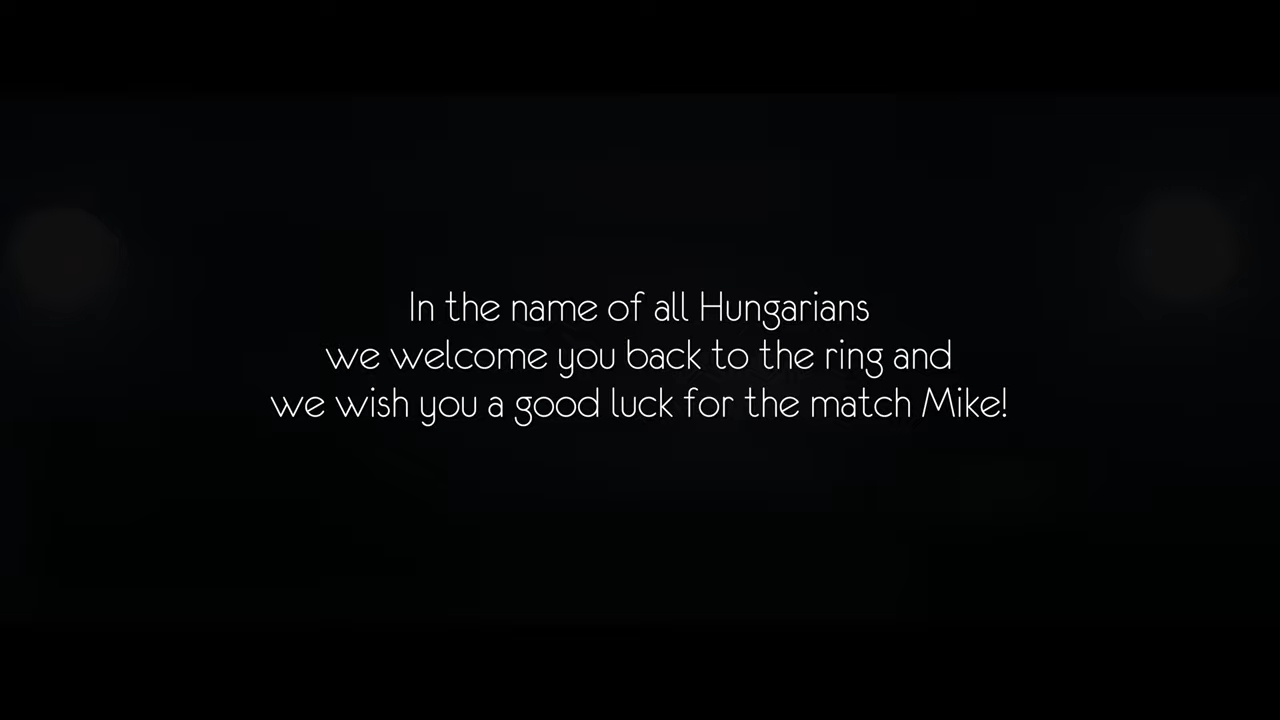 In the name of all Hungarians
we welcome you back to the ring and
we wish you a good luck for the match Mike!